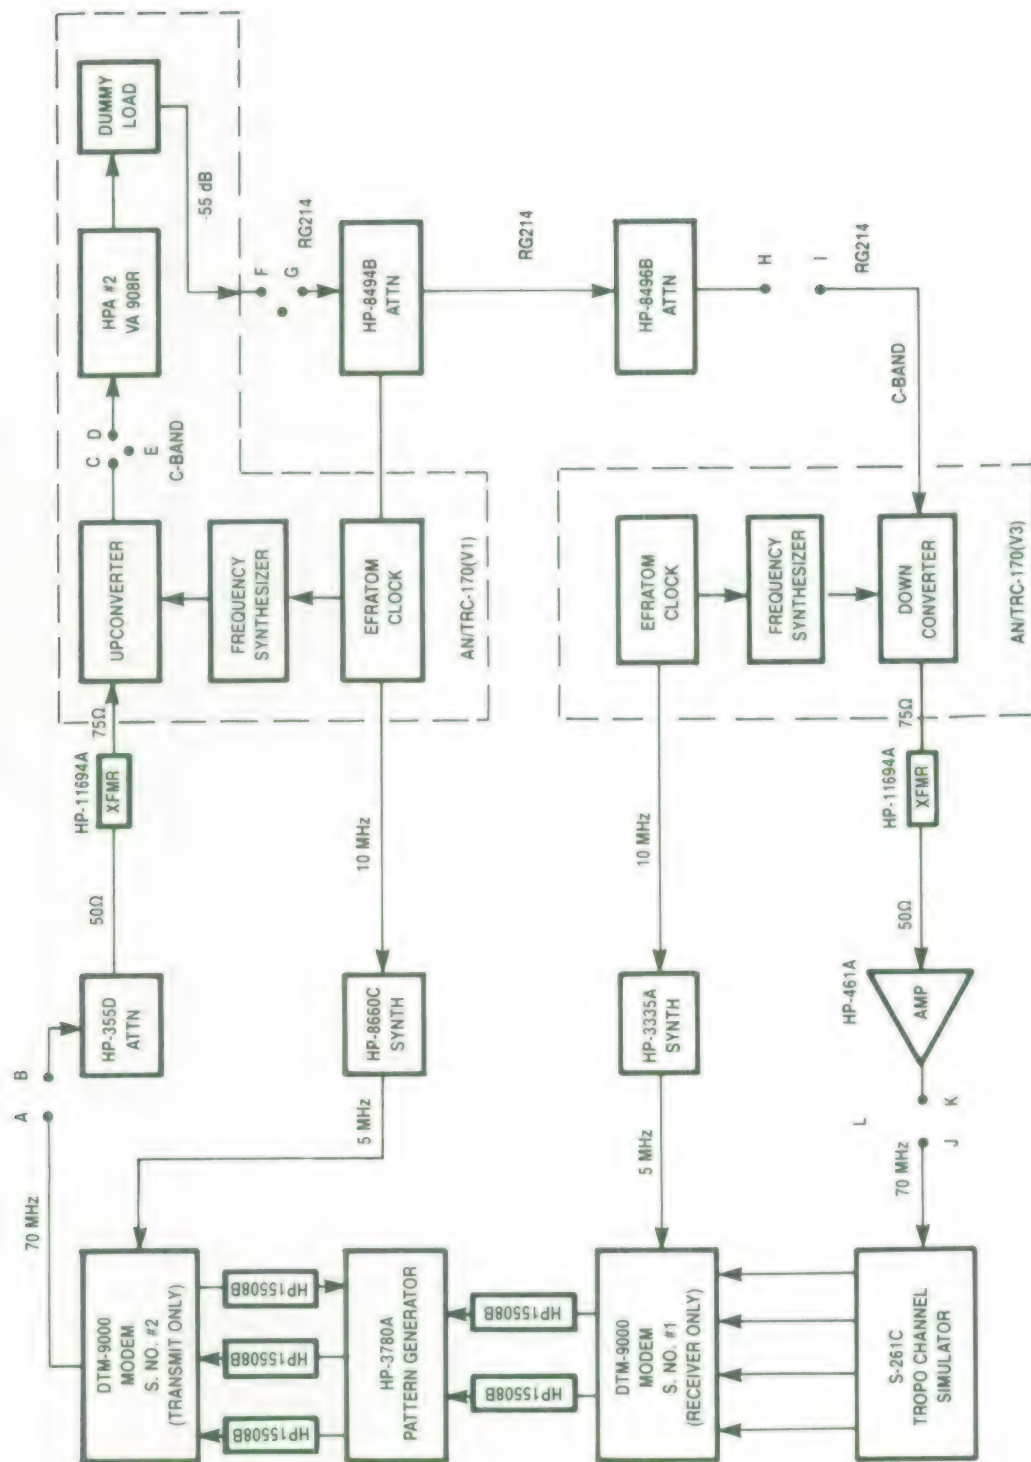 70 MHz
A
B
HP-355D
ATTN
50Ω
HP-11694A
XFMR
75Ω
UPCONVERTER
C
D
E
C-BAND
HPA #2
VA 908R
DUMMY
LOAD
-55 dB
DTM-9000
MODEM
S. NO. #2
(TRANSMIT ONLY)
5 MHz
HP-8660C
SYNTH
10 MHz
FREQUENCY
SYNTHESIZER
EFRATOM
CLOCK
AN/TRC-170(V1)
F
G
RG214
HP-8494B
ATTN
HP15508B
HP15508B
HP15508B
HP-3780A
PATTERN GENERATOR
HP15508B
HP15508B
RG214
HP-8496B
ATTN
H
I
RG214
C-BAND
DTM-9000
MODEM
S. NO. #1
(RECEIVER ONLY)
5 MHz
HP-3335A
SYNTH
10 MHz
EFRATOM
CLOCK
FREQUENCY
SYNTHESIZER
DOWN
CONVERTER
AN/TRC-170(V3)
75Ω
HP-11694A
XFMR
50Ω
HP-461A
AMP
L
K
J
70 MHz
S-261C
TROPO CHANNEL
SIMULATOR